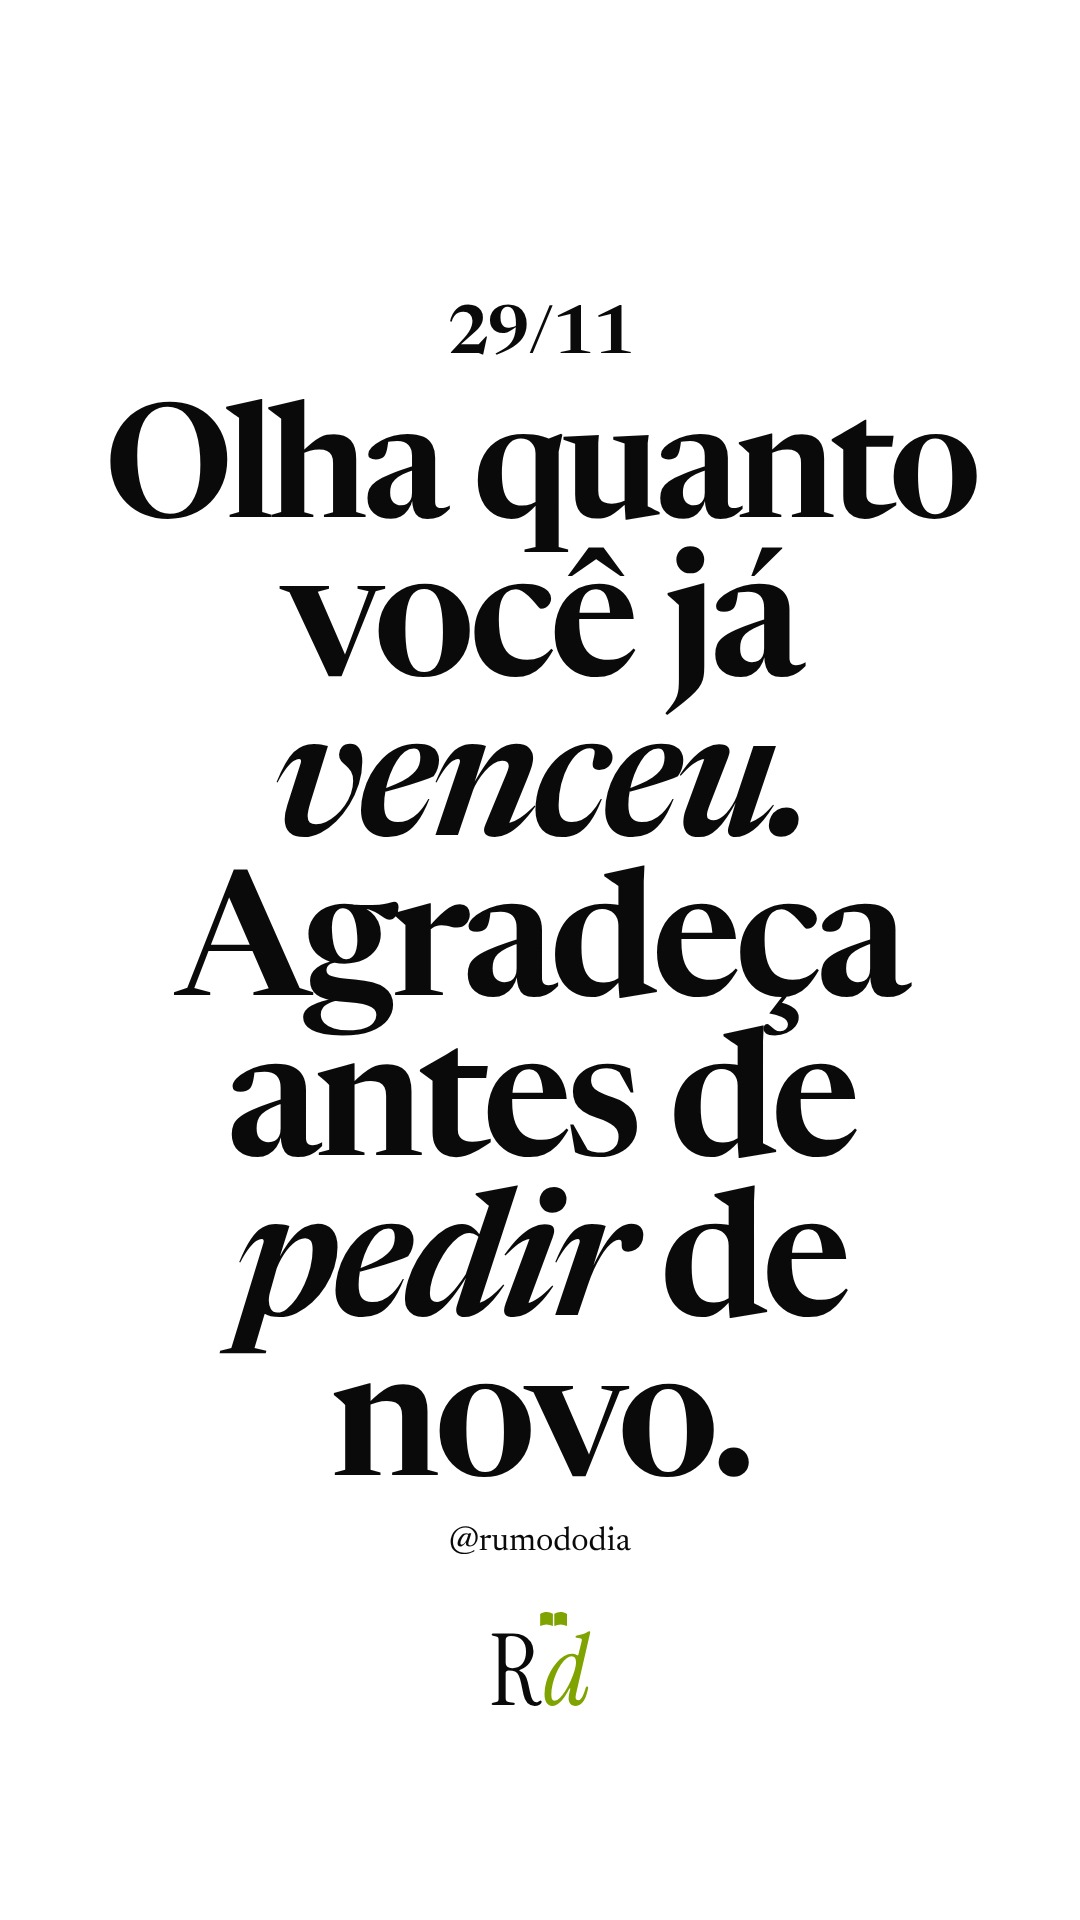 29/11
Olha quanto
você já
venceu.
Agradeça
antes de
pedir de
novo.
@rumododia
Rd